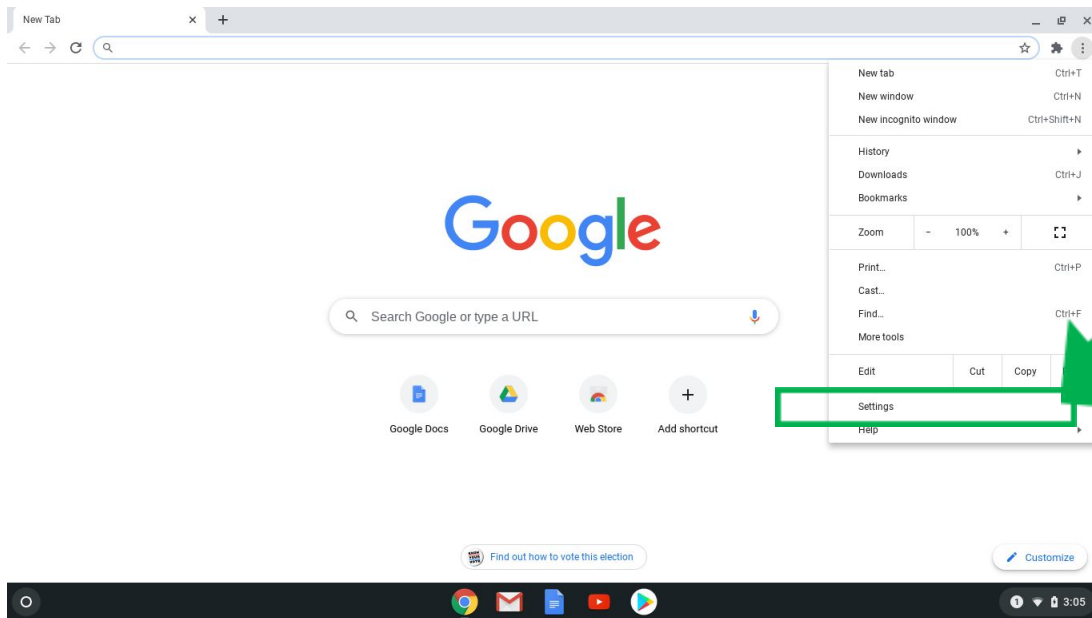 New Tab
New tab Ctrl+T
New window Ctrl+N
New incognito window Ctrl+Shift+N
History
Downloads Ctrl+J
Bookmarks
Zoom - 100% +
Print... Ctrl+P
Cast...
Find... Ctrl+F
More tools
Edit Cut Copy
Settings
Help
Google
Search Google or type a URL
Google Docs Google Drive Web Store Add shortcut
Find out how to vote this election
Customize
1 3:05